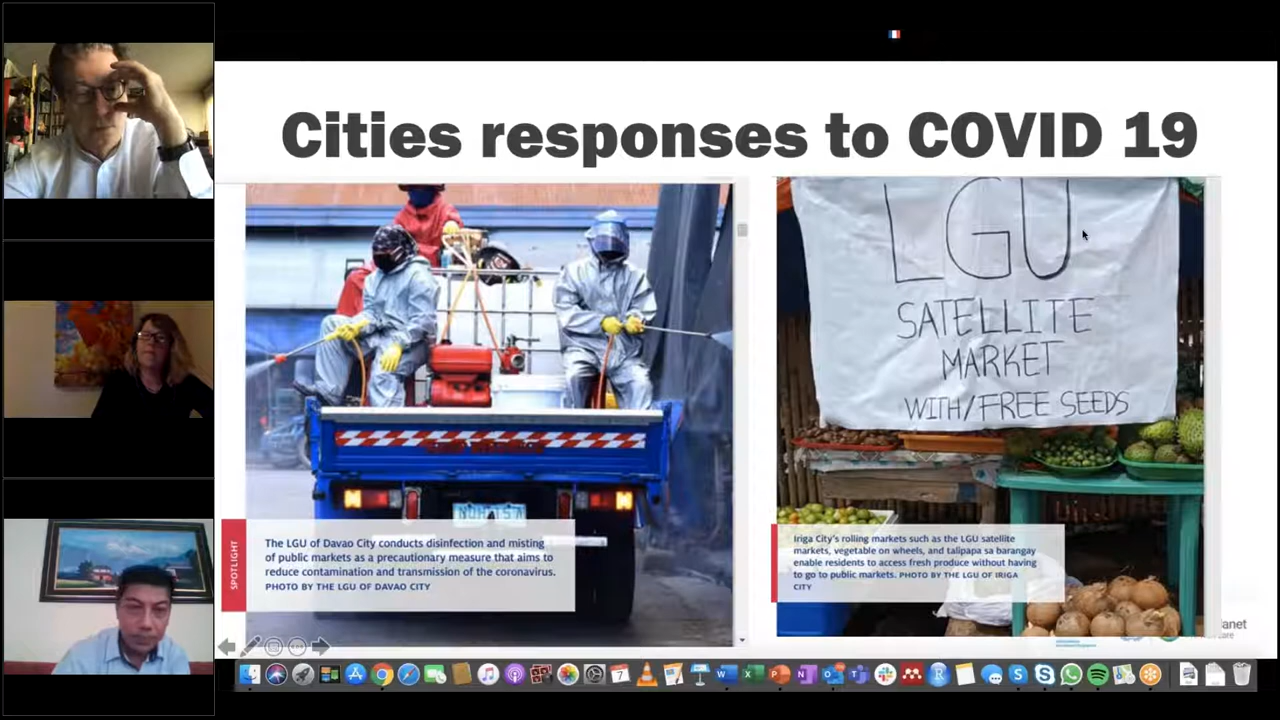 Cities responses to COVID 19
SPOTLIGHT
The LGU of Davao City conducts disinfection and misting
of public markets as a precautionary measure that aims to
reduce contamination and transmission of the coronavirus.
PHOTO BY THE LGU OF DAVAO CITY
LGU
SATELLITE
MARKET
WITH/FREE SEEDS
Iriga City's rolling markets such as the LGU satellite
markets, vegetable on wheels, and talipapa sa barangay
enable residents to access fresh produce without having
to go to public markets. PHOTO BY THE LGU OF IRIGA
CITY